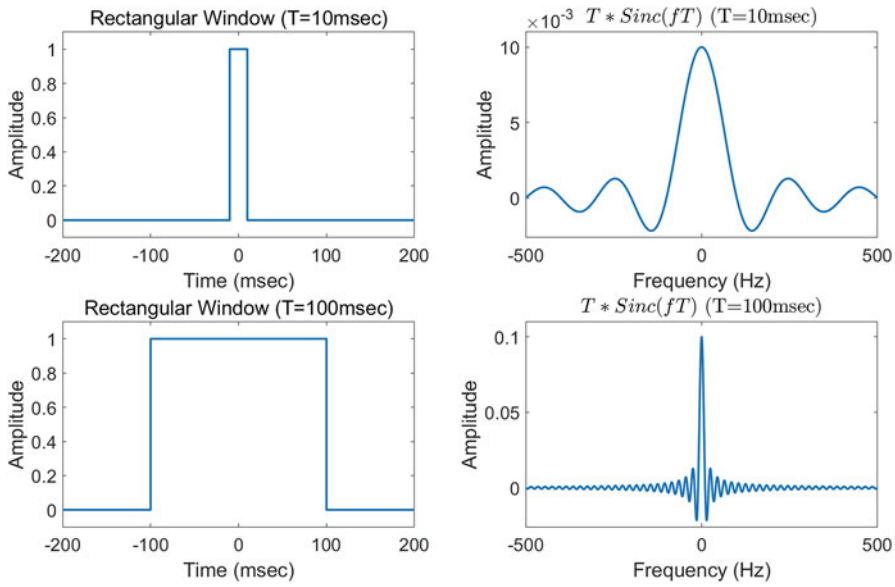 Rectangular Window (T=10msec)
1
0.8
0.6
0.4
0.2
0
Amplitude
-200 -100 0 100 200
Time (msec)
×10⁻³ T ∗ Sinc(fT) (T=10msec)
10
5
0
Amplitude
-500 0 500
Frequency (Hz)
Rectangular Window (T=100msec)
1
0.8
0.6
0.4
0.2
0
Amplitude
-200 -100 0 100 200
Time (msec)
T ∗ Sinc(fT) (T=100msec)
0.1
0.05
0
Amplitude
-500 0 500
Frequency (Hz)